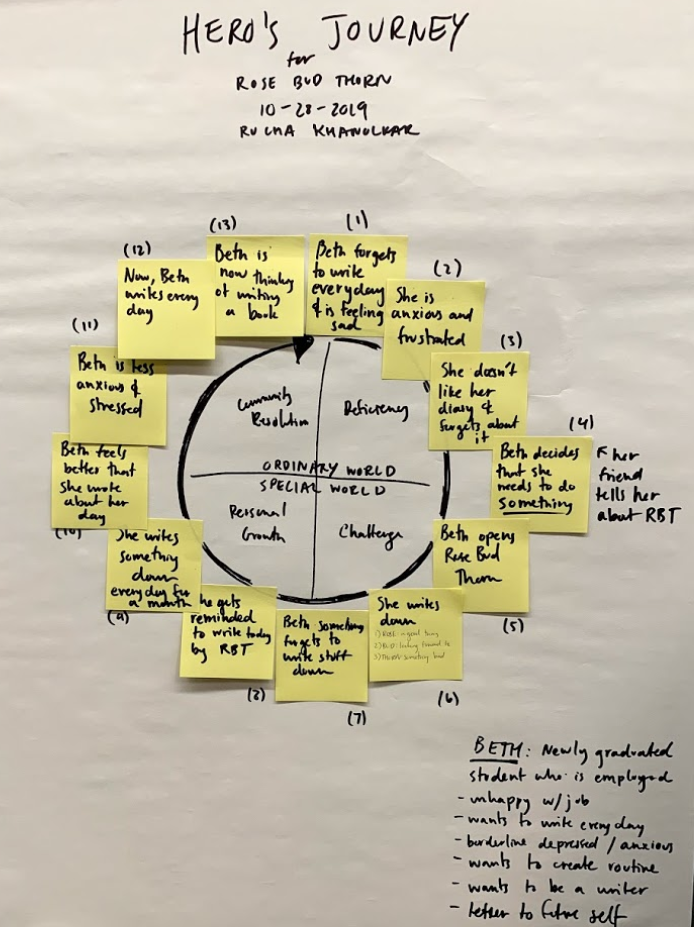 HERO'S JOURNEY
for
ROSE BUD THORN
10-28-2019
RUCHA KHANOLKAR
(1)
Beth forgets
to write
everyday
& is feeling
sad
(2)
She is
anxious and
frustrated
(3)
She doesn't
like her
diary &
forgets about
it
(4)
Beth decides
that she
needs to do
something
her
friend
tells her
about RBT
Beth opens
Rose Bud
Thorn
(5)
She writes
down
1) ROSE: a good thing
2) BUD: looking forward to
3) THORN: something bad
(6)
Beth something
forgets to
write stuff
down
(7)
he gets
reminded
to write today
by RBT
She writes
something
down
everyday for
a month
(9)
Beth feels
better that
she wrote
about her
day
(10)
(11)
Beth is less
anxious &
stressed
(12)
Now, Beth
writes every
day
(13)
Beth is
now thinking
of writing
a book
Community
Resolution
Deficiency
ORDINARY WORLD
SPECIAL WORLD
Personal
Growth
Challenge
BETH: Newly graduated
student who is employed
- unhappy w/job
- wants to write everyday
- borderline depressed / anxious
- wants to create routine
- wants to be a writer
- letter to future self